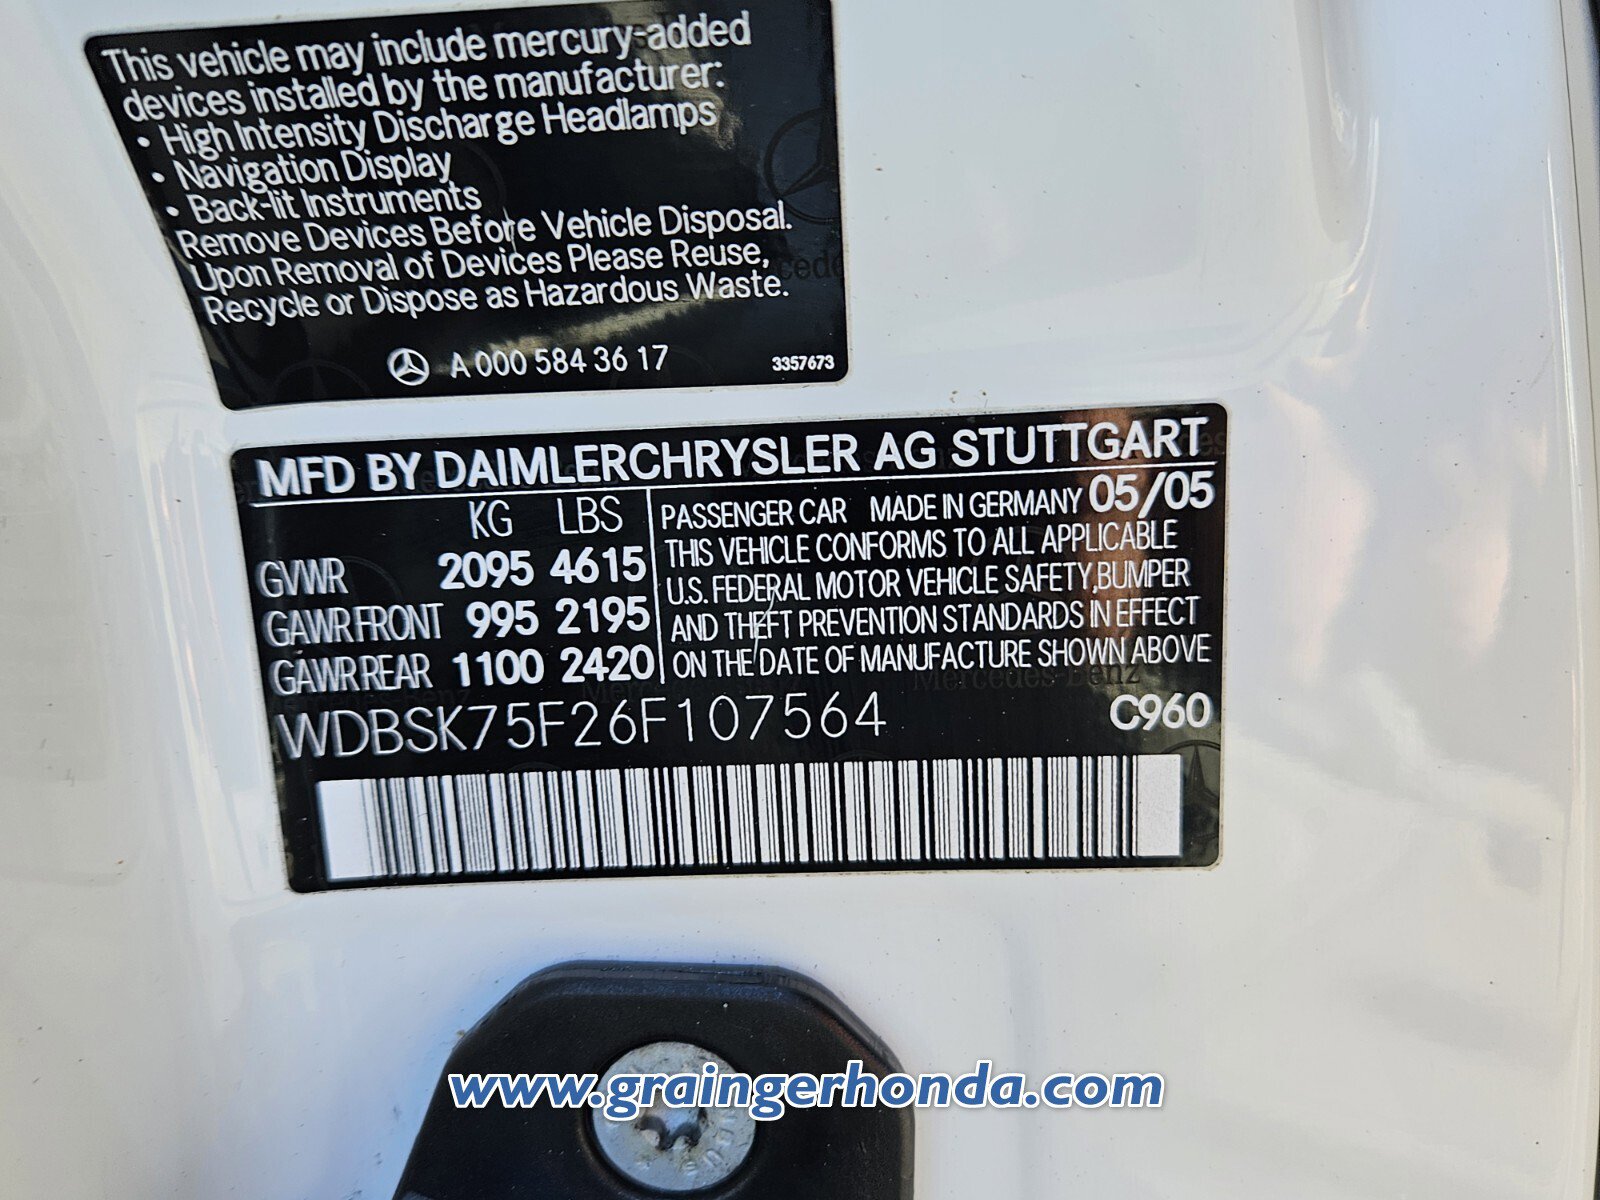 This vehicle may include mercury-added
devices installed by the manufacturer:
• High Intensity Discharge Headlamps
• Navigation Display
• Back-lit Instruments
Remove Devices Before Vehicle Disposal.
Upon Removal of Devices Please Reuse,
Recycle or Dispose as Hazardous Waste.
A 000 584 36 17 3357673
MFD BY DAIMLERCHRYSLER AG STUTTGART
KG LBS
GVWR 2095 4615
GAWR FRONT 995 2195
GAWR REAR 1100 2420
PASSENGER CAR MADE IN GERMANY 05/05
THIS VEHICLE CONFORMS TO ALL APPLICABLE
U.S. FEDERAL MOTOR VEHICLE SAFETY,BUMPER
AND THEFT PREVENTION STANDARDS IN EFFECT
ON THE DATE OF MANUFACTURE SHOWN ABOVE
Mercedes-Benz
WDBSK75F26F107564 C960
www.graingerhonda.com